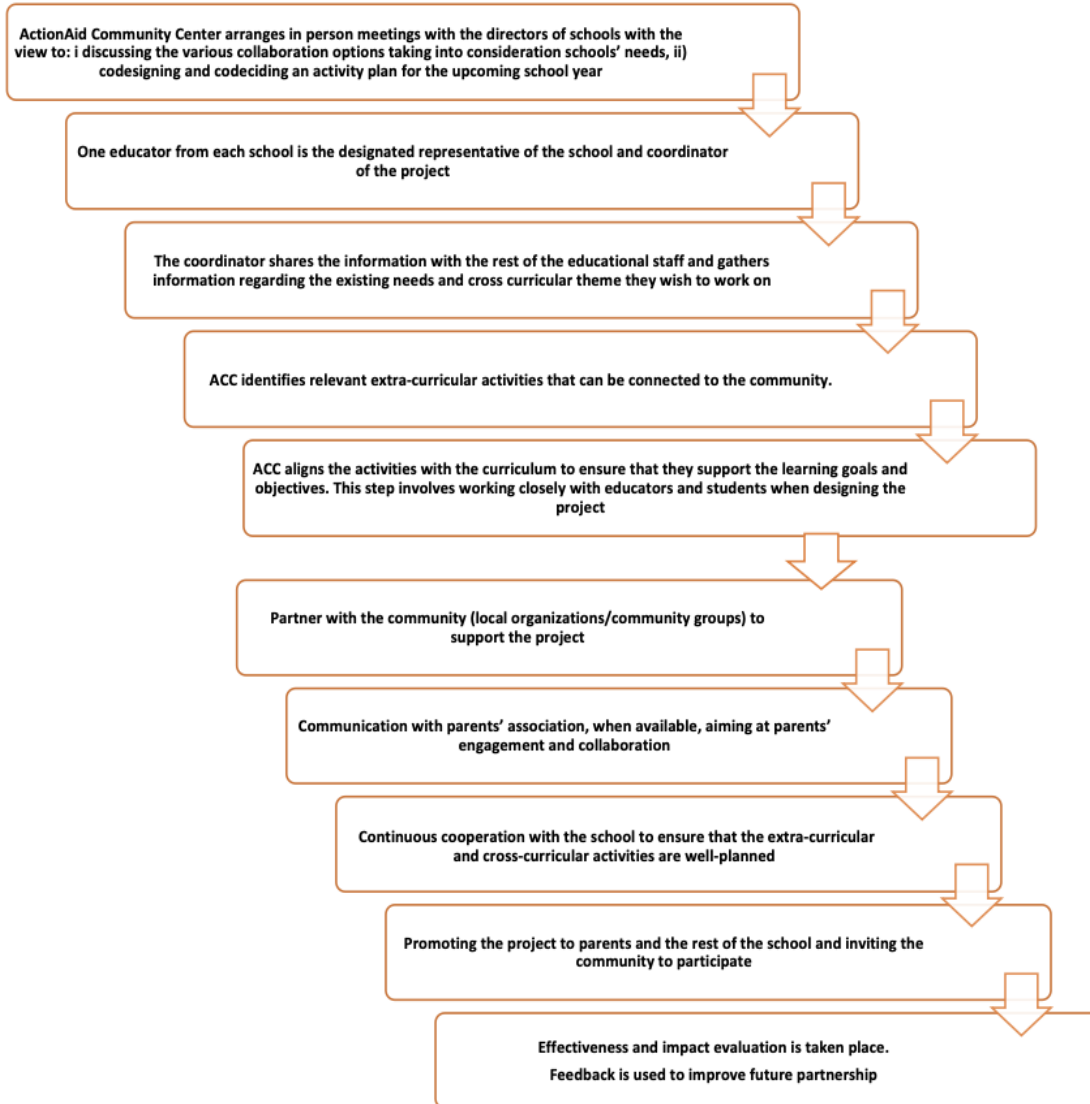 ActionAid Community Center arranges in person meetings with the directors of schools with the
view to: i discussing the various collaboration options taking into consideration schools’ needs, ii)
codesigning and codeciding an activity plan for the upcoming school year
One educator from each school is the designated representative of the school and coordinator
of the project
The coordinator shares the information with the rest of the educational staff and gathers
information regarding the existing needs and cross curricular theme they wish to work on
ACC identifies relevant extra-curricular activities that can be connected to the community.
ACC aligns the activities with the curriculum to ensure that they support the learning goals and
objectives. This step involves working closely with educators and students when designing the
project
Partner with the community (local organizations/community groups) to
support the project
Communication with parents’ association, when available, aiming at parents’
engagement and collaboration
Continuous cooperation with the school to ensure that the extra-curricular
and cross-curricular activities are well-planned
Promoting the project to parents and the rest of the school and inviting the
community to participate
Effectiveness and impact evaluation is taken place.
Feedback is used to improve future partnership